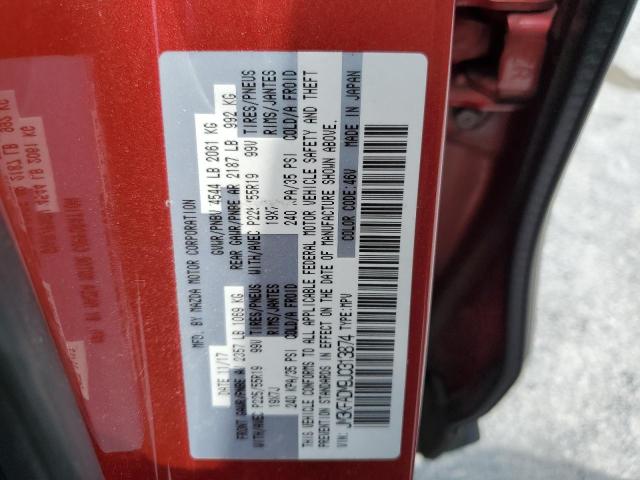 MFD. BY MAZDA MOTOR CORPORATION
DATE 11/17 GVWR/PNBV 4544 LB 2061 KG
FRONT GAWR/PNBE A 2357 LB 1069 KG REAR GAWR/PNBE AR 2187 LB 992 KG
WITH/AVEC P225/55R19 99V TIRES/PNEUS WITH/AVEC P225/55R19 99V TIRES/PNEUS
19X7J RIMS/JANTES 19X7J RIMS/JANTES
240 KPA/35 PSI COLD/A FROID 240 KPA/35 PSI COLD/A FROID
THIS VEHICLE CONFORMS TO ALL APPLICABLE FEDERAL MOTOR VEHICLE SAFETY AND THEFT
PREVENTION STANDARDS IN EFFECT ON THE DATE OF MANUFACTURE SHOWN ABOVE.
COLOR CODE:46V MADE IN JAPAN
VIN: TYPE:MPV